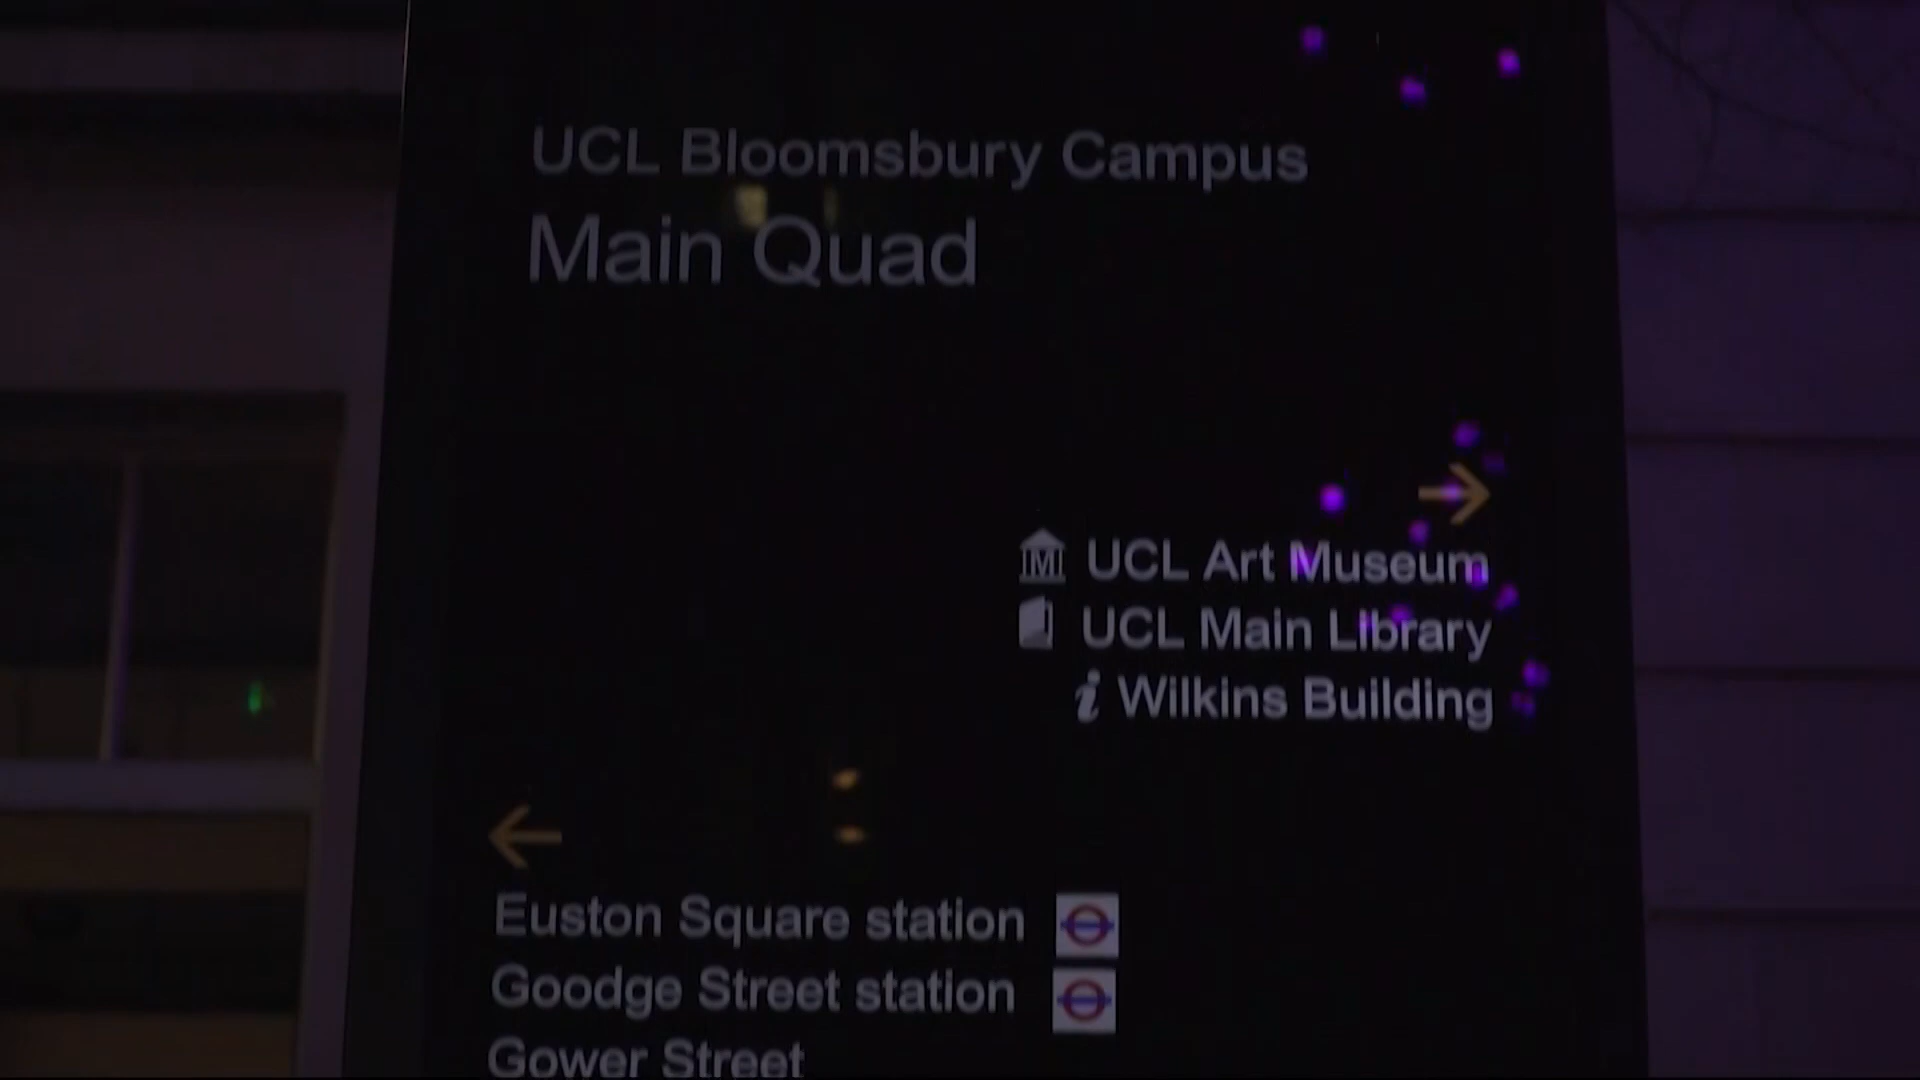 UCL Bloomsbury Campus
Main Quad
UCL Art Museum
UCL Main Library
i Wilkins Building
Euston Square station
Goodge Street station
Gower Street